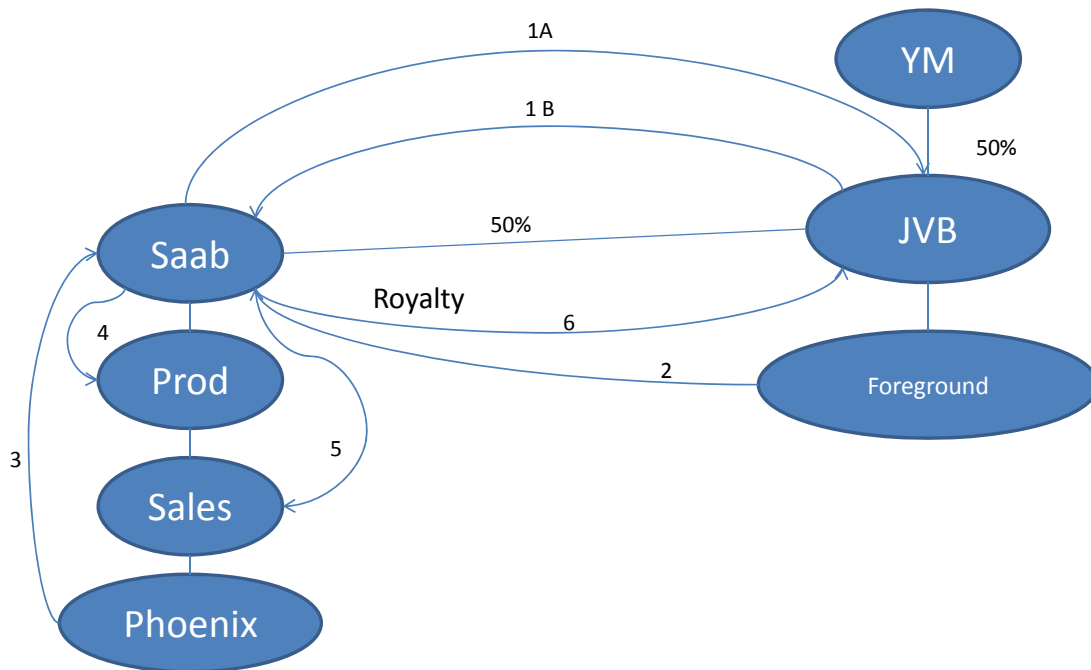 1A
YM
1 B
50%
50%
JVB
Saab
Royalty
6
4
2
Prod
Foreground
5
3
Sales
Phoenix